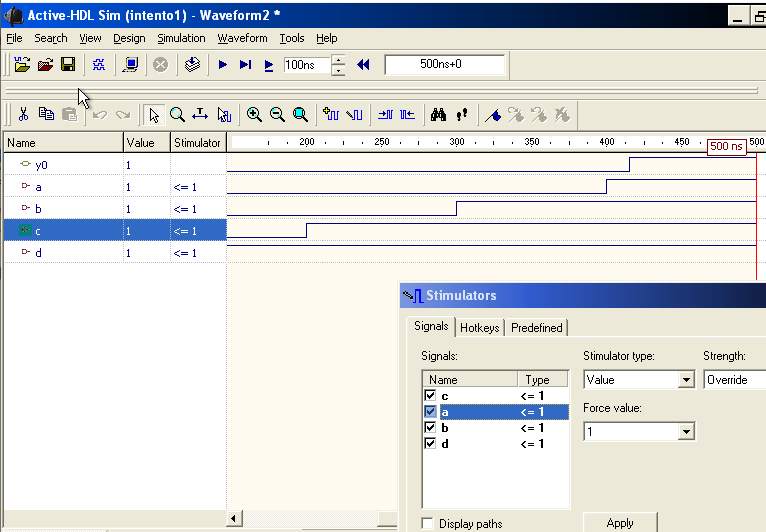 Active-HDL Sim (intento1) - Waveform2 *
File Search View Design Simulation Waveform Tools Help
100ns 500ns+0
Name Value Stimulator 200 250 300 350 400 450 500
500 ns
y0 1
a 1 <= 1
b 1 <= 1
c 1 <= 1
d 1 <= 1
Stimulators
Signals Hotkeys Predefined
Signals: Stimulator type: Strength:
Name Type Value Override
c <= 1
a <= 1 Force value:
b <= 1 1
d <= 1
Display paths Apply